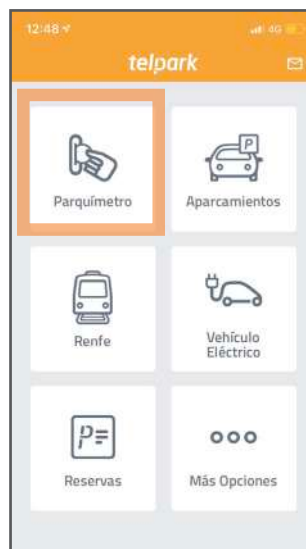 12:48 4G
telpark
P
Parquímetro Aparcamientos
Renfe Vehículo
Eléctrico
P=
Reservas Más Opciones